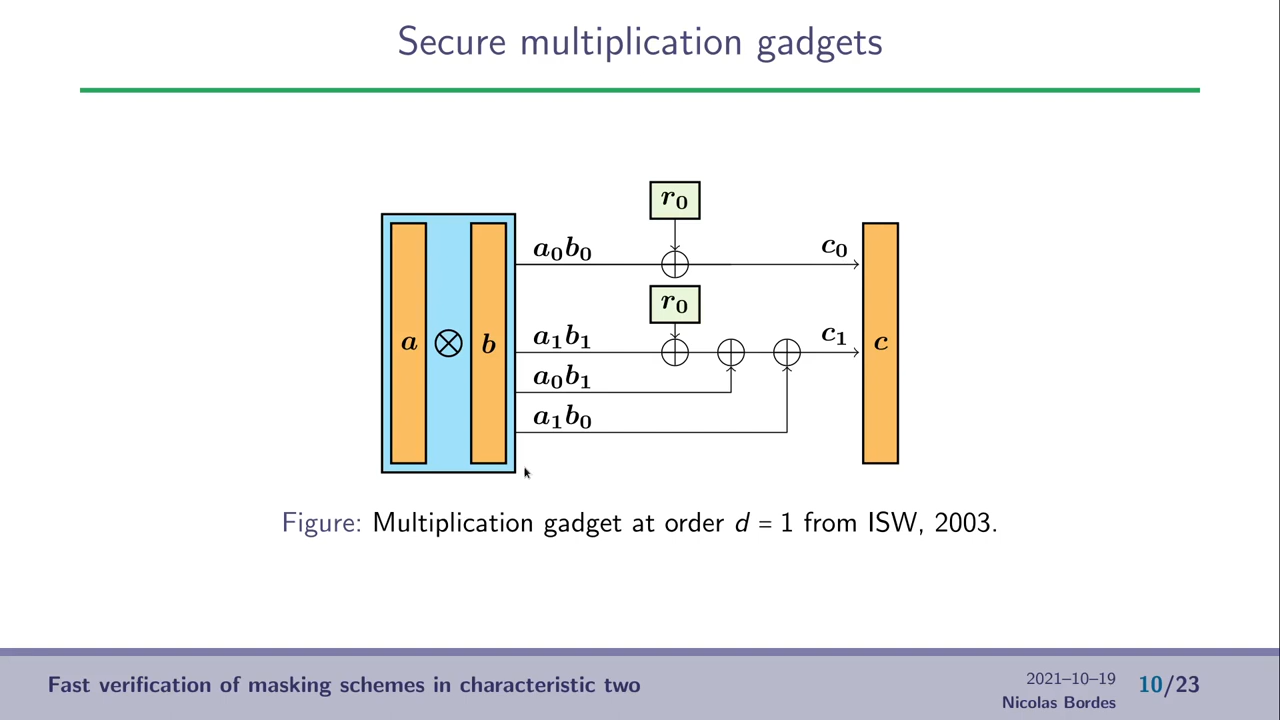 Secure multiplication gadgets
r₀
a₀b₀
c₀
r₀
a ⊗ b
a₁b₁
c₁
c
a₀b₁
a₁b₀
Figure: Multiplication gadget at order d = 1 from ISW, 2003.
Fast verification of masking schemes in characteristic two
2021–10–19
Nicolas Bordes
10/23